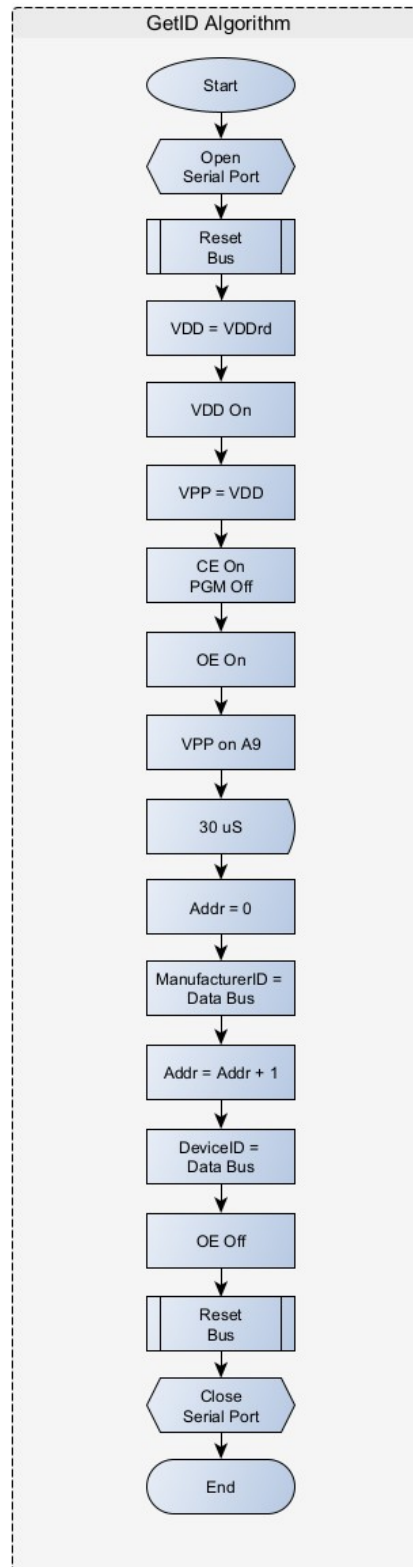 GetID Algorithm
Start
Open
Serial Port
Reset
Bus
VDD = VDDrd
VDD On
VPP = VDD
CE On
PGM Off
OE On
VPP on A9
30 uS
Addr = 0
ManufacturerID =
Data Bus
Addr = Addr + 1
DeviceID =
Data Bus
OE Off
Reset
Bus
Close
Serial Port
End